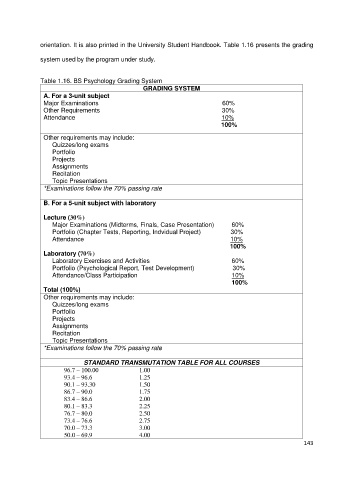 orientation. It is also printed in the University Student Handbook. Table 1.16 presents the grading
system used by the program under study.
Table 1.16. BS Psychology Grading System
GRADING SYSTEM
A. For a 3-unit subject
Major Examinations 60%
Other Requirements 30%
Attendance 10%
100%
Other requirements may include:
Quizzes/long exams
Portfolio
Projects
Assignments
Recitation
Topic Presentations
*Examinations follow the 70% passing rate
B. For a 5-unit subject with laboratory
Lecture (30%)
Major Examinations (Midterms, Finals, Case Presentation) 60%
Portfolio (Chapter Tests, Reporting, Individual Project) 30%
Attendance 10%
100%
Laboratory (70%)
Laboratory Exercises and Activities 60%
Portfolio (Psychological Report, Test Development) 30%
Attendance/Class Participation 10%
100%
Total (100%)
Other requirements may include:
Quizzes/long exams
Portfolio
Projects
Assignments
Recitation
Topic Presentations
*Examinations follow the 70% passing rate
STANDARD TRANSMUTATION TABLE FOR ALL COURSES
96.7 – 100.00 1.00
93.4 – 96.6 1.25
90.1 – 93.30 1.50
86.7 – 90.0 1.75
83.4 – 86.6 2.00
80.1 – 83.3 2.25
76.7 – 80.0 2.50
73.4 – 76.6 2.75
70.0 – 73.3 3.00
50.0 – 69.9 4.00
143